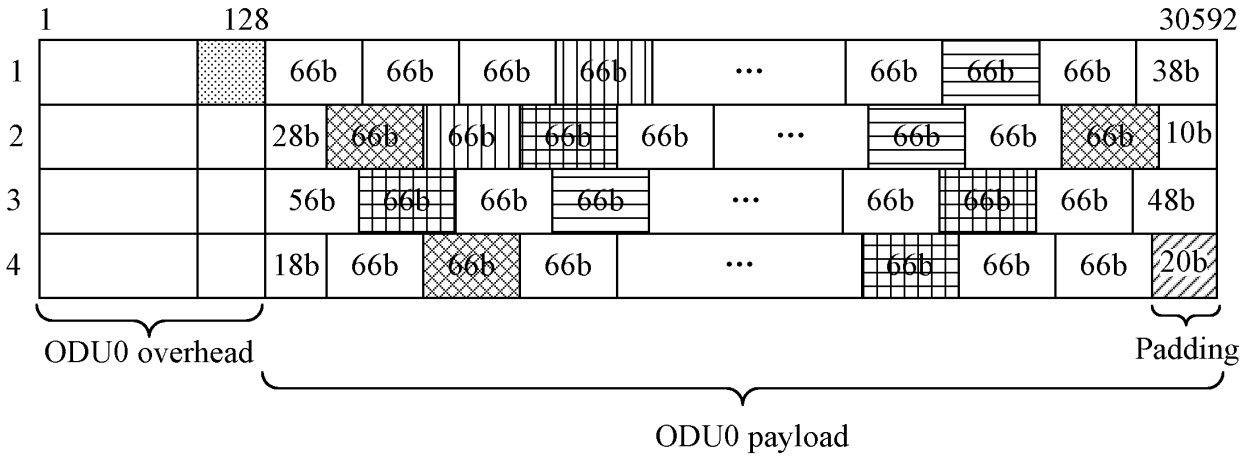 1 128 30592
1 66b 66b 66b 66b ... 66b 66b 66b 38b
2 28b 66b 66b 66b 66b ... 66b 66b 66b 10b
3 56b 66b 66b 66b ... 66b 66b 66b 48b
4 18b 66b 66b 66b ... 66b 66b 66b 20b
ODU0 overhead Padding
ODU0 payload